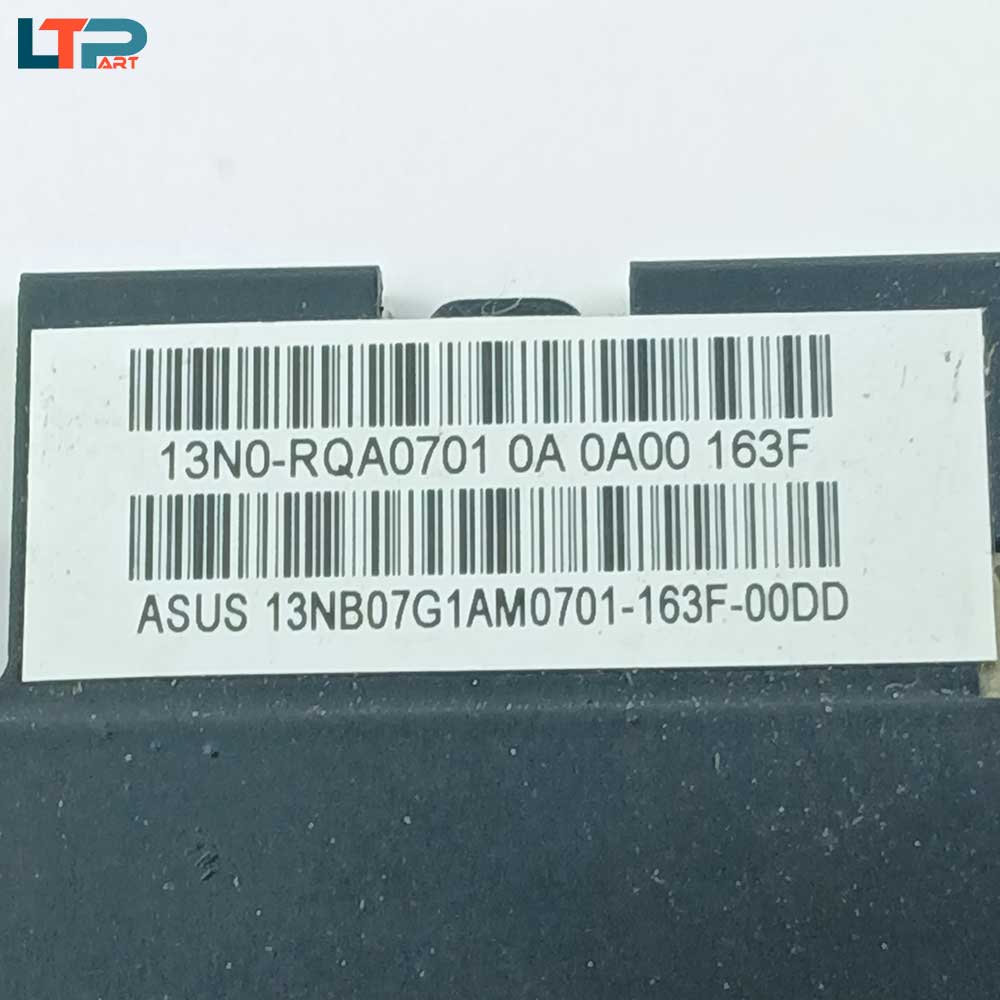 LTPART
13N0-RQA0701 0A 0A00 163F
ASUS 13NB07G1AM0701-163F-00DD